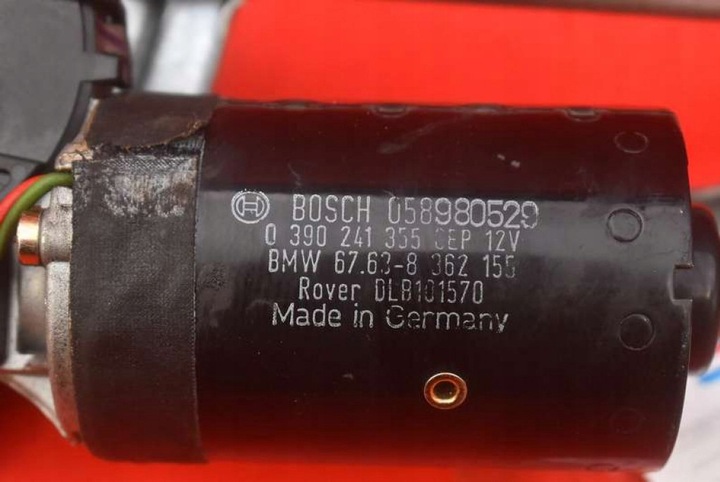 BOSCH 058980529
0 390 241 355 CEP 12V
BMW 67.63-8 362 155
Rover DLB101570
Made in Germany